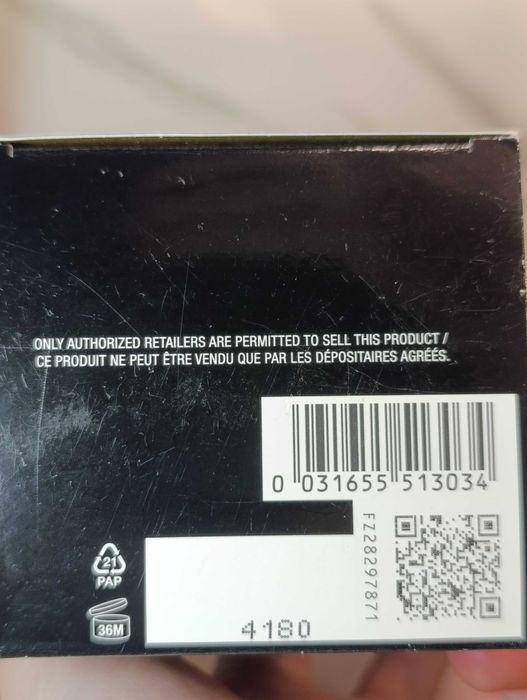 ONLY AUTHORIZED RETAILERS ARE PERMITTED TO SELL THIS PRODUCT /
CE PRODUIT NE PEUT ÊTRE VENDU QUE PAR LES DÉPOSITAIRES AGRÉÉS.
0 031655 513034
FZ28297871
21
PAP
36M
4180